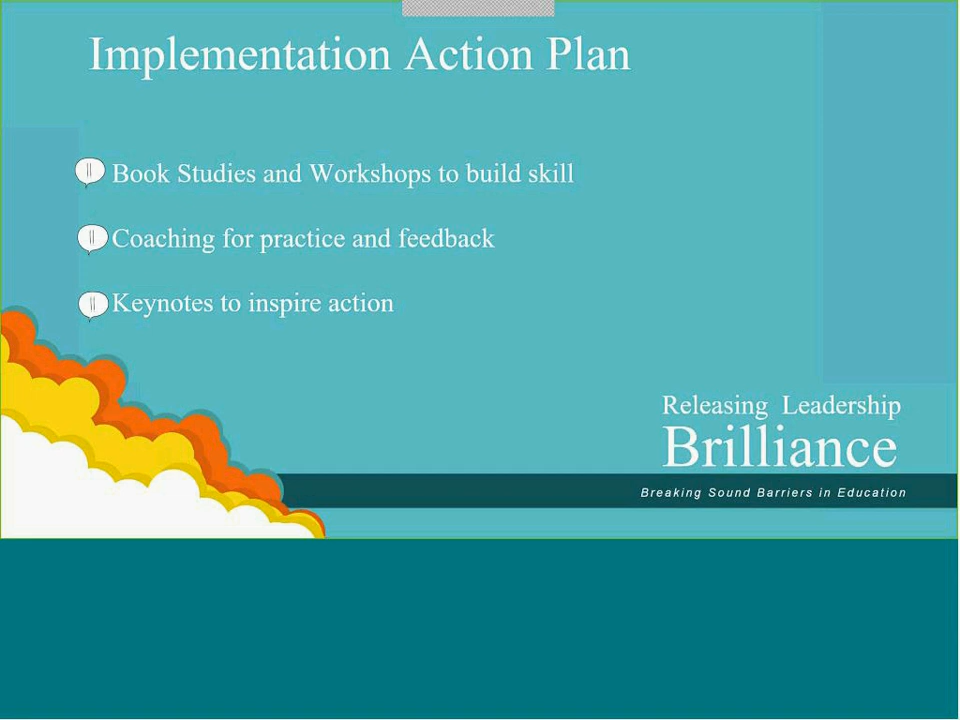 Implementation Action Plan
Book Studies and Workshops to build skill
Coaching for practice and feedback
Keynotes to inspire action
Releasing Leadership
Brilliance
Breaking Sound Barriers in Education